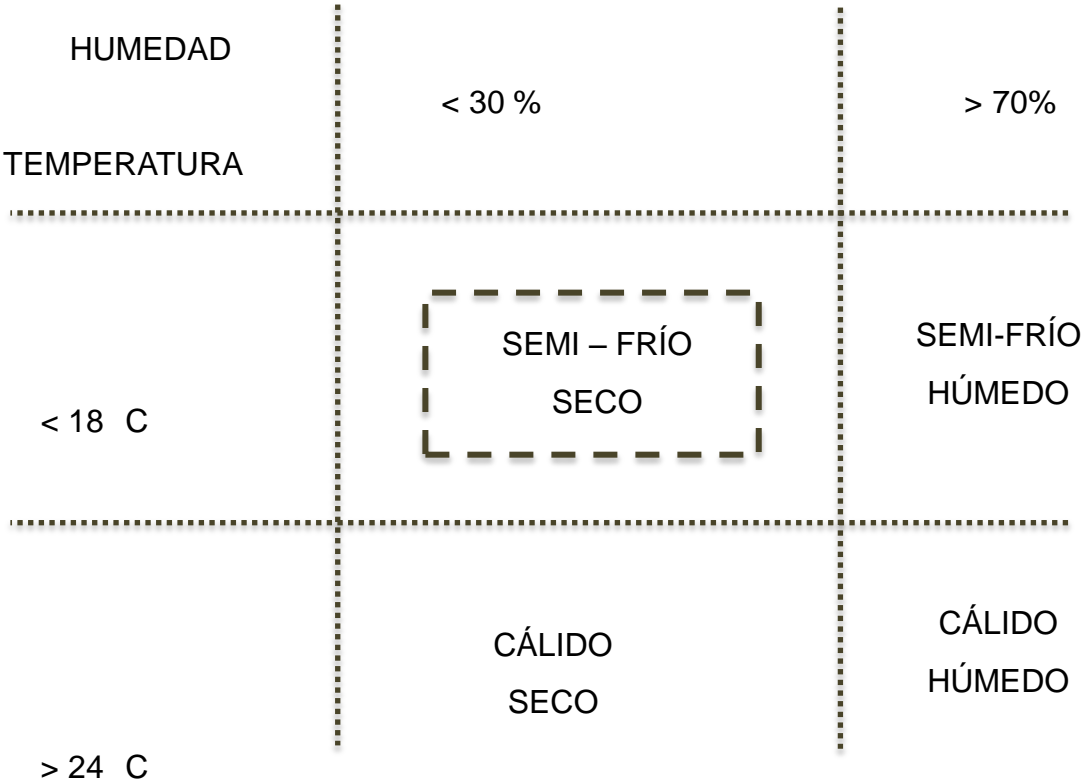 HUMEDAD
< 30 %
> 70%
TEMPERATURA
SEMI – FRÍO
SECO
SEMI-FRÍO
HÚMEDO
< 18 C
CÁLIDO
SECO
CÁLIDO
HÚMEDO
> 24 C